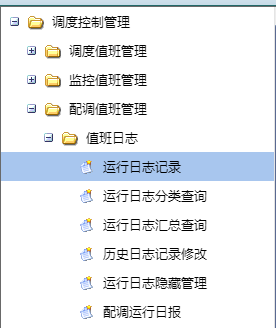 调度控制管理
调度值班管理
监控值班管理
配调值班管理
值班日志
运行日志记录
运行日志分类查询
运行日志汇总查询
历史日志记录修改
运行日志隐藏管理
配调运行日报